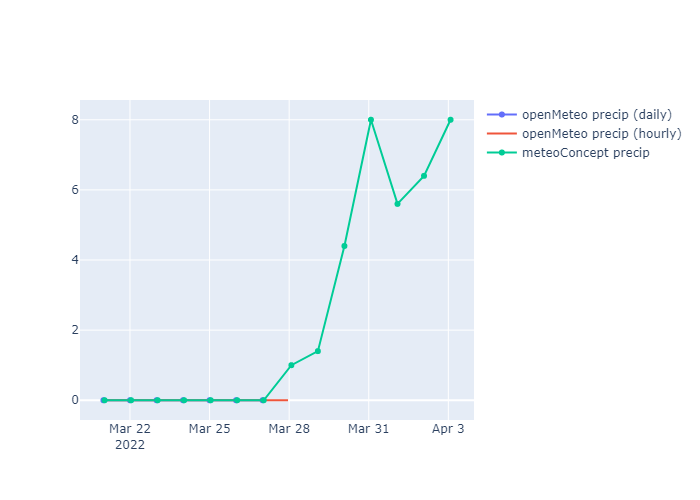 openMeteo precip (daily)
openMeteo precip (hourly)
meteoConcept precip
8
6
4
2
0
Mar 22
2022
Mar 25
Mar 28
Mar 31
Apr 3